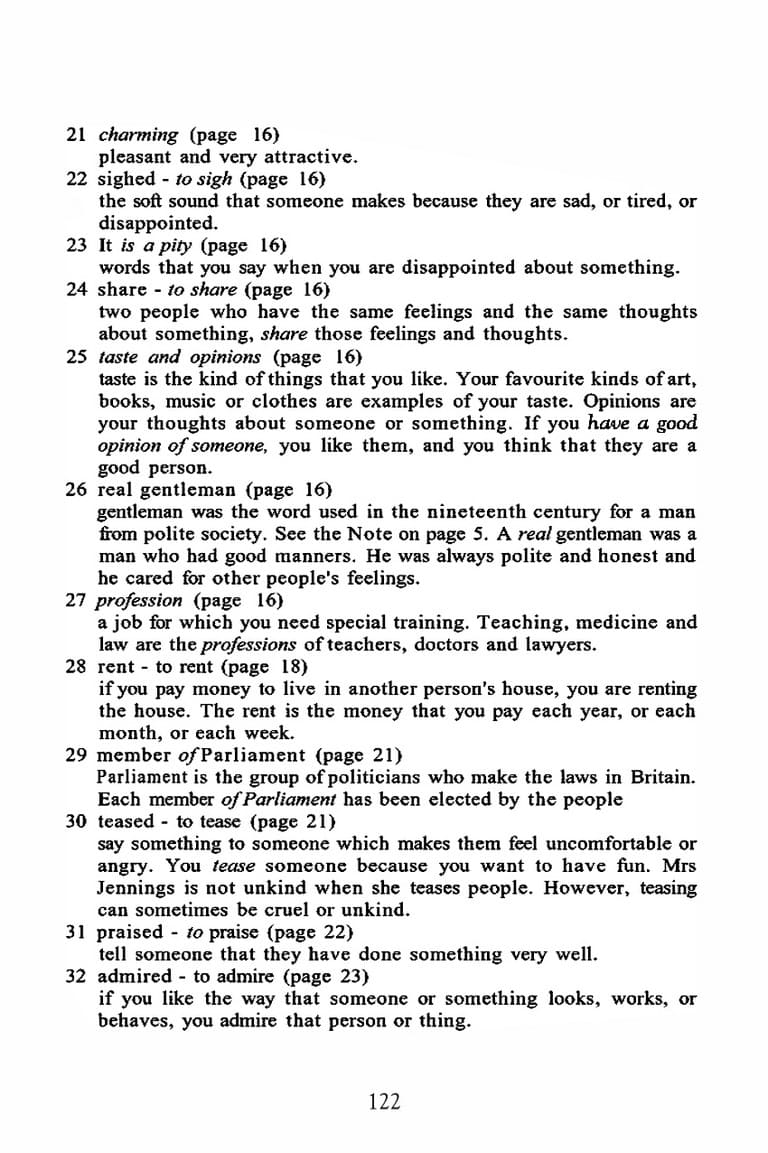 21 charming (page 16)
pleasant and very attractive.
22 sighed - to sigh (page 16)
the soft sound that someone makes because they are sad, or tired, or
disappointed.
23 It is a pity (page 16)
words that you say when you are disappointed about something.
24 share - to share (page 16)
two people who have the same feelings and the same thoughts
about something, share those feelings and thoughts.
25 taste and opinions (page 16)
taste is the kind of things that you like. Your favourite kinds of art,
books, music or clothes are examples of your taste. Opinions are
your thoughts about someone or something. If you have a good
opinion of someone, you like them, and you think that they are a
good person.
26 real gentleman (page 16)
gentleman was the word used in the nineteenth century for a man
from polite society. See the Note on page 5. A real gentleman was a
man who had good manners. He was always polite and honest and
he cared for other people's feelings.
27 profession (page 16)
a job for which you need special training. Teaching, medicine and
law are the professions of teachers, doctors and lawyers.
28 rent - to rent (page 18)
if you pay money to live in another person's house, you are renting
the house. The rent is the money that you pay each year, or each
month, or each week.
29 member of Parliament (page 21)
Parliament is the group of politicians who make the laws in Britain.
Each member of Parliament has been elected by the people
30 teased - to tease (page 21)
say something to someone which makes them feel uncomfortable or
angry. You tease someone because you want to have fun. Mrs
Jennings is not unkind when she teases people. However, teasing
can sometimes be cruel or unkind.
31 praised - to praise (page 22)
tell someone that they have done something very well.
32 admired - to admire (page 23)
if you like the way that someone or something looks, works, or
behaves, you admire that person or thing.
122